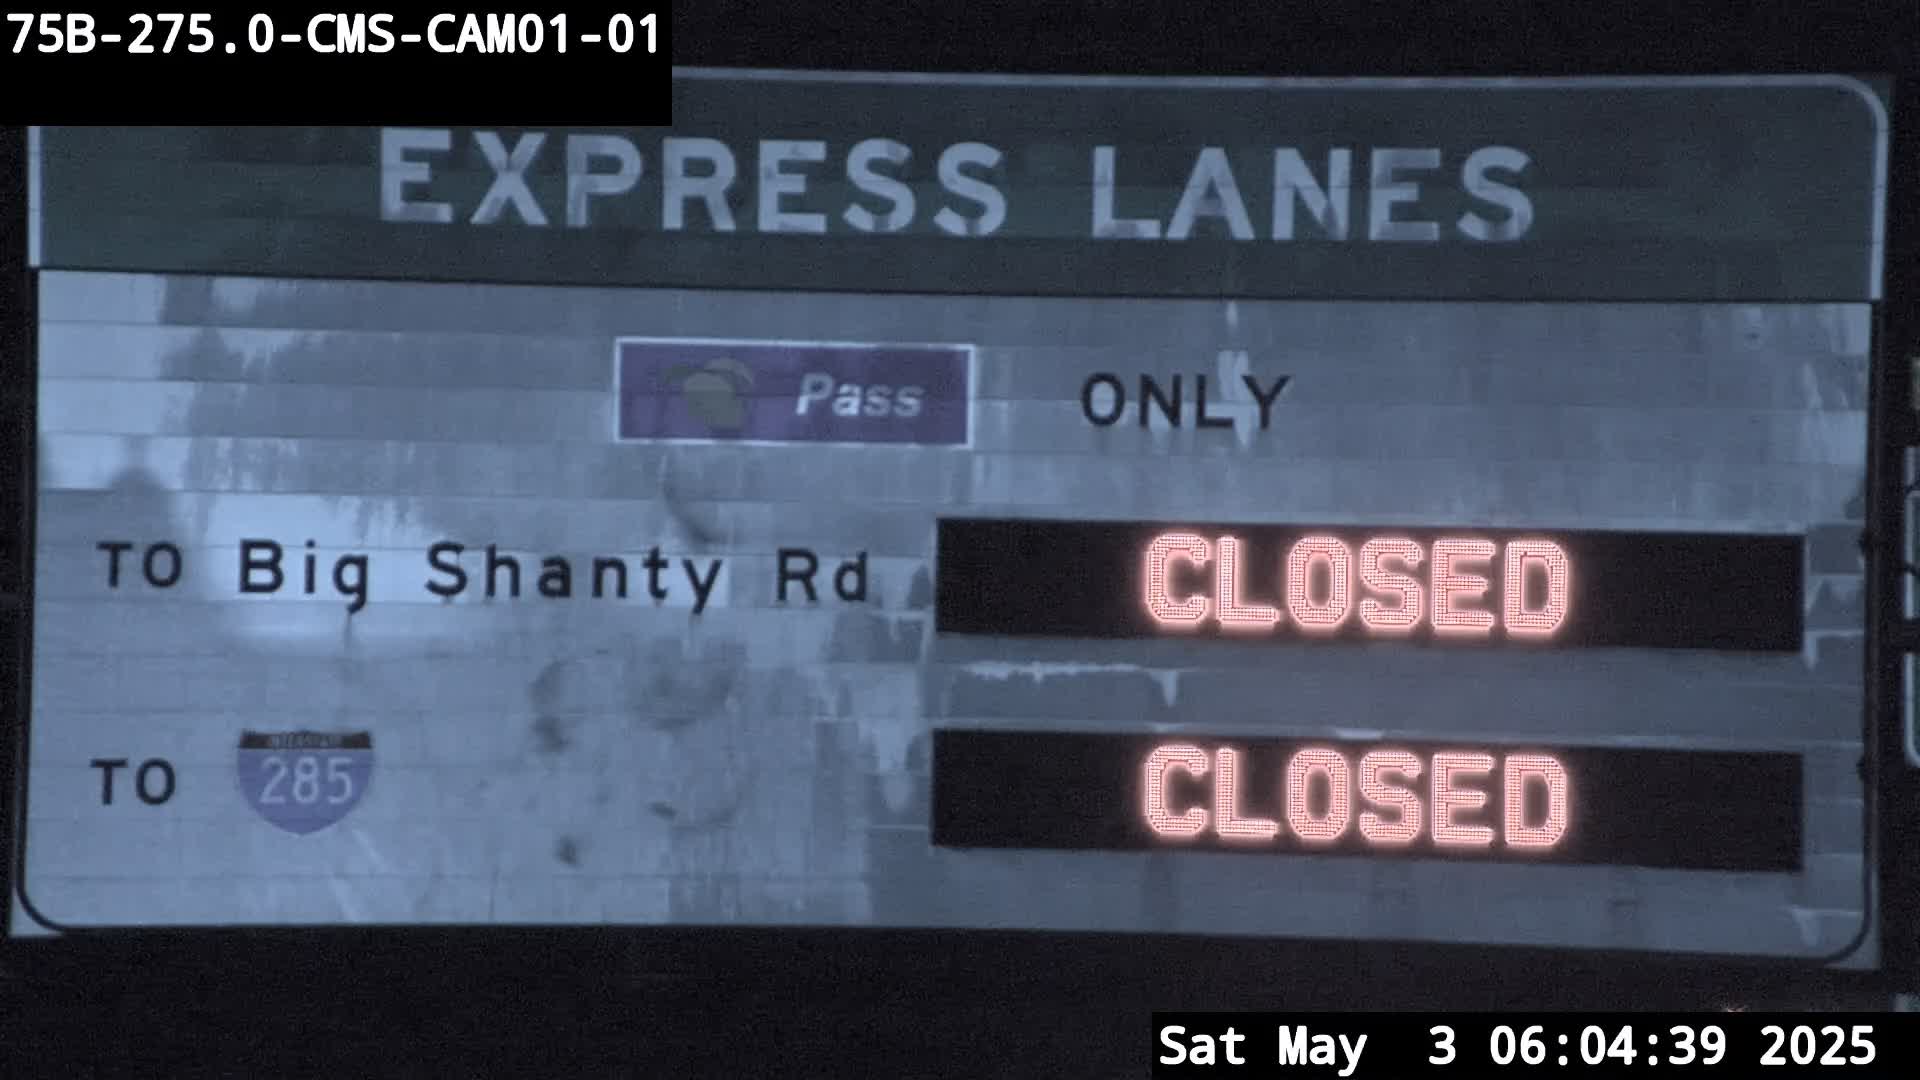 75B-275.0-CMS-CAM01-01
EXPRESS LANES
Pass ONLY
TO Big Shanty Rd CLOSED
TO INTERSTATE 285 CLOSED
Sat May 3 06:04:39 2025